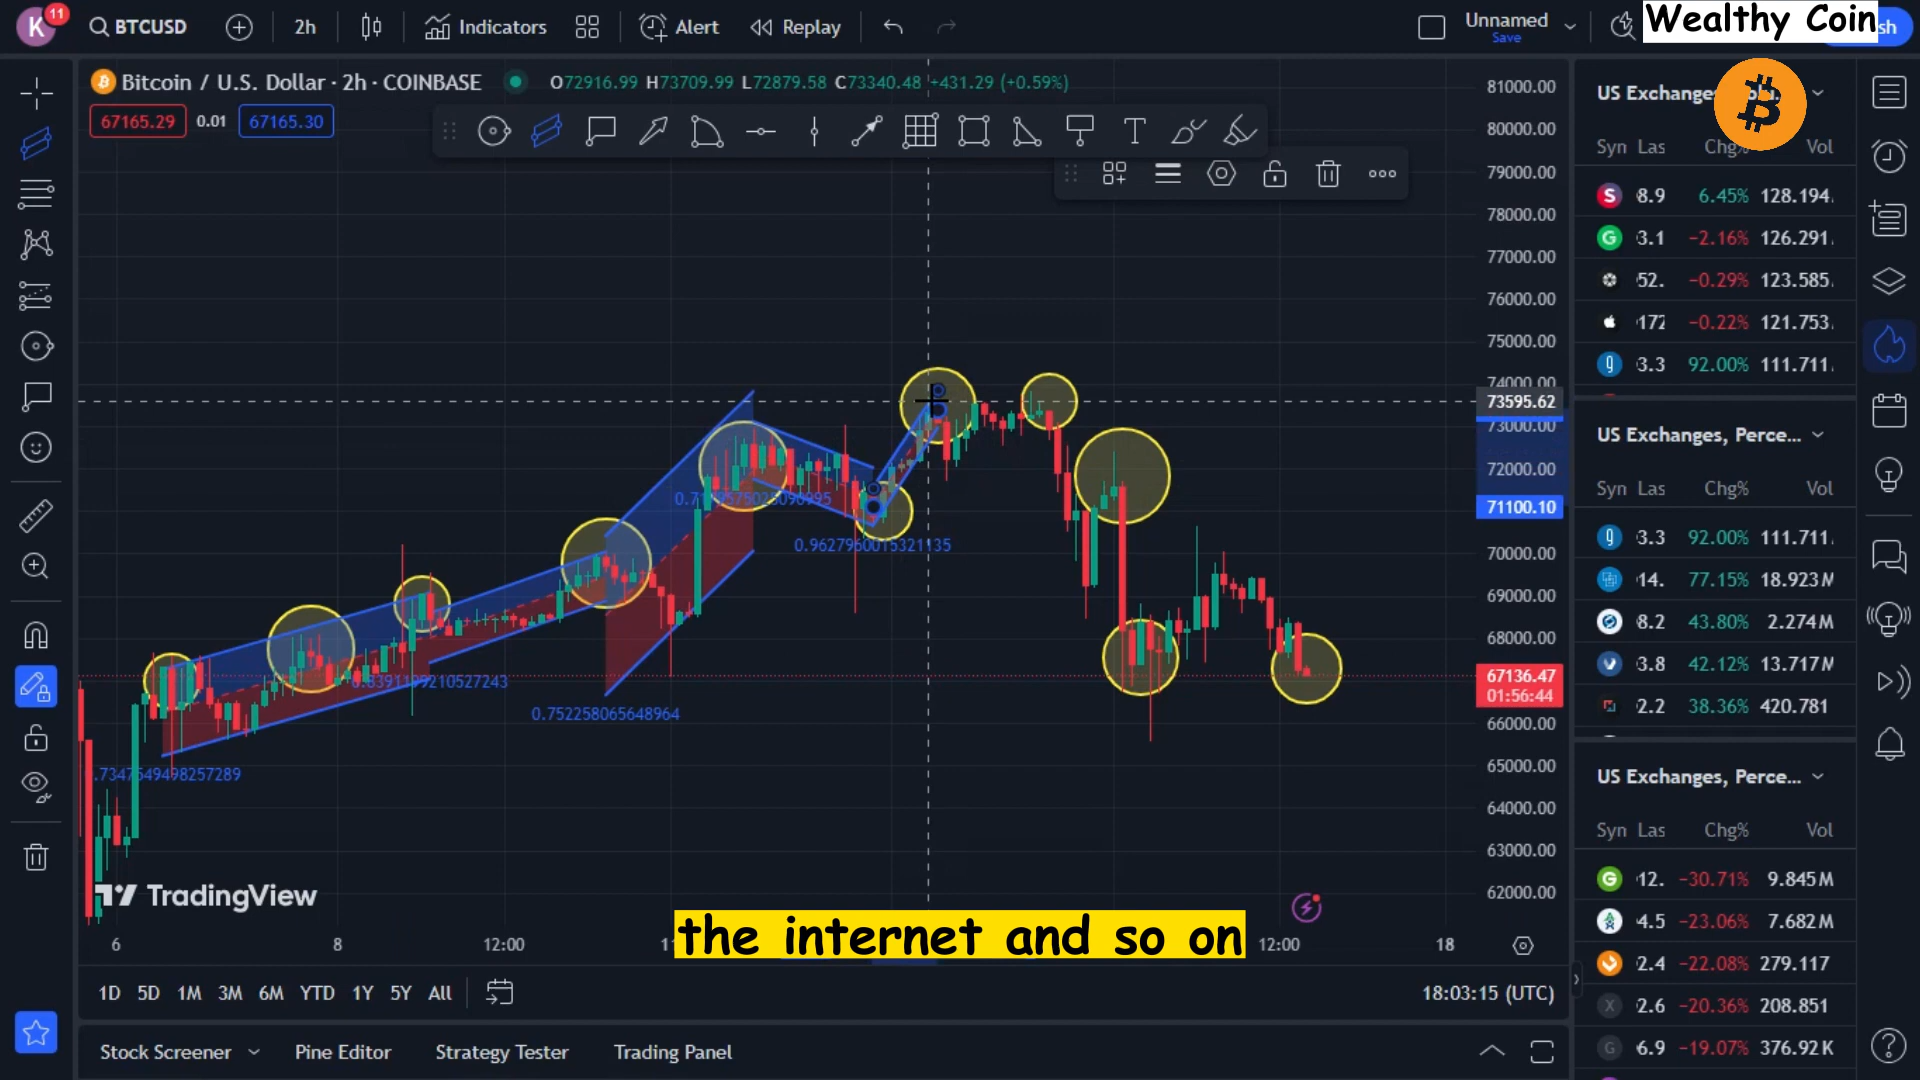 K 11 BTCUSD 2h Indicators Alert Replay Unnamed Save Wealthy Coin sh
Bitcoin / U.S. Dollar · 2h · COINBASE O72916.99 H73709.99 L72879.58 C73340.48 +431.29 (+0.59%)
67165.29 0.01 67165.30
81000.00
80000.00
79000.00
78000.00
77000.00
76000.00
75000.00
74000.00
73595.62
73000.00
72000.00
71100.10
70000.00
69000.00
68000.00
67136.47
01:56:44
66000.00
65000.00
64000.00
63000.00
62000.00
0.9627960015321135
0.752258065648964
TradingView
the internet and so on
6 8 12:00 12:00 18
1D 5D 1M 3M 6M YTD 1Y 5Y All 18:03:15 (UTC)
Stock Screener Pine Editor Strategy Tester Trading Panel
US Exchanges
Syn Las Chg% Vol
8.9 6.45% 128.194
3.1 −2.16% 126.291
52. −0.29% 123.585
172 −0.22% 121.753
3.3 92.00% 111.711
US Exchanges, Perce...
Syn Las Chg% Vol
3.3 92.00% 111.711
14. 77.15% 18.923M
8.2 43.80% 2.274M
3.8 42.12% 13.717M
2.2 38.36% 420.781
US Exchanges, Perce...
Syn Las Chg% Vol
12. −30.71% 9.845M
4.5 −23.06% 7.682M
2.4 −22.08% 279.117
2.6 −20.36% 208.851
6.9 −19.07% 376.92K